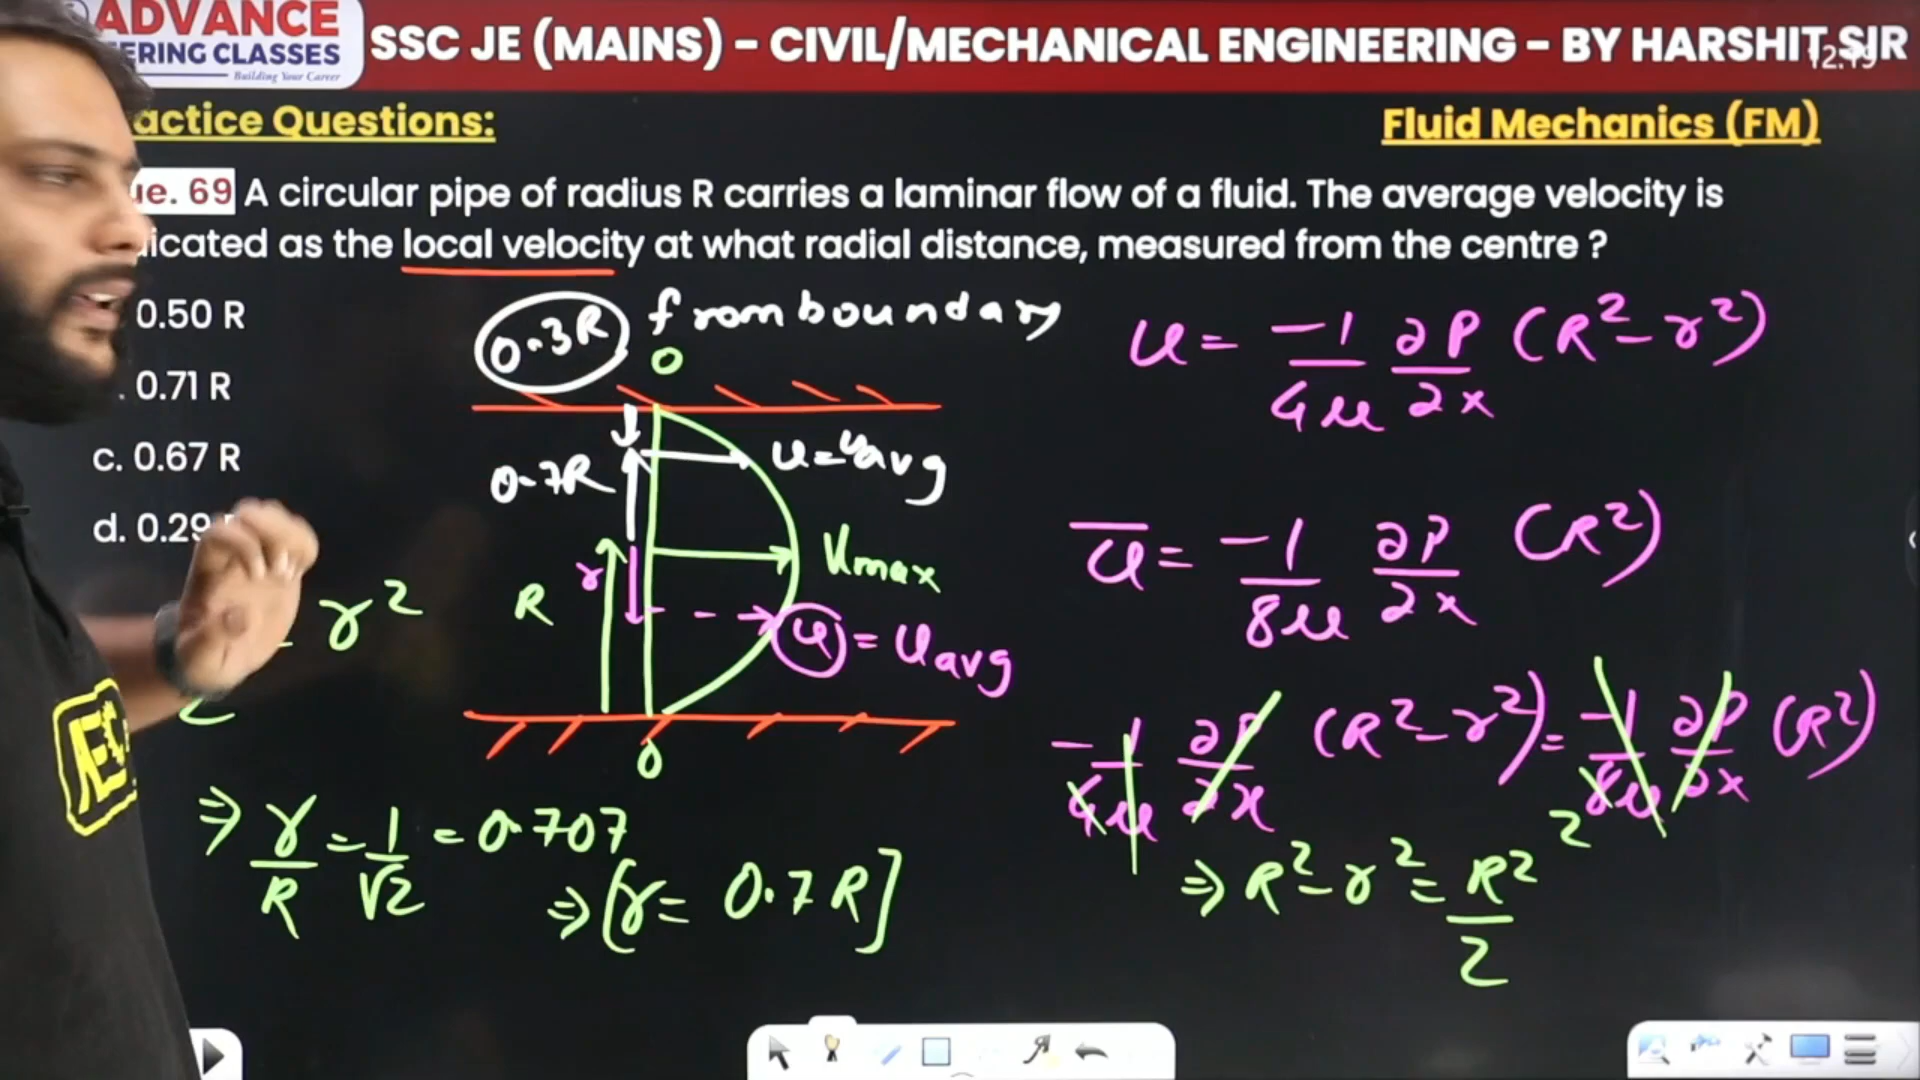 ADVANCE
ERING CLASSES
Building Your Career
SSC JE (MAINS) - CIVIL/MECHANICAL ENGINEERING - BY HARSHIT SIR
actice Questions:
Fluid Mechanics (FM)
ue. 69 A circular pipe of radius R carries a laminar flow of a fluid. The average velocity is
licated as the local velocity at what radial distance, measured from the centre ?
0.50 R
. 0.71 R
c. 0.67 R
d. 0.29
0.3R from boundary
0
u = -1/4μ ∂P/∂x (R² - r²)
0.7R
u = uavg
Umax
R
r
u = uavg
ū = -1/8μ ∂P/∂x (R²)
r²
2
-1/4μ ∂P/∂x (R² - r²) = -1/8μ ∂P/∂x (R²)
2
0
⇒ R² - r² = R²/2
⇒ r/R = 1/√2 = 0.707
⇒ [r = 0.7R]
AEC